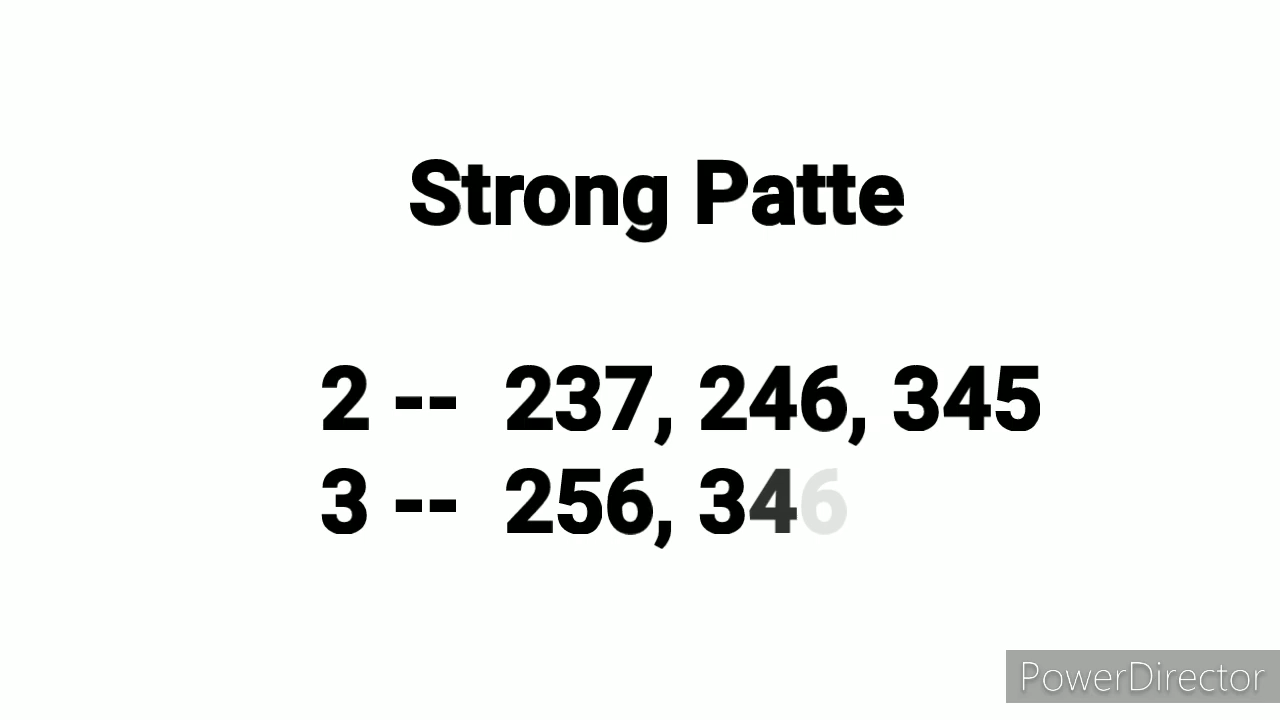 Strong Patte
2 -- 237, 246, 345
3 -- 256, 346
PowerDirector